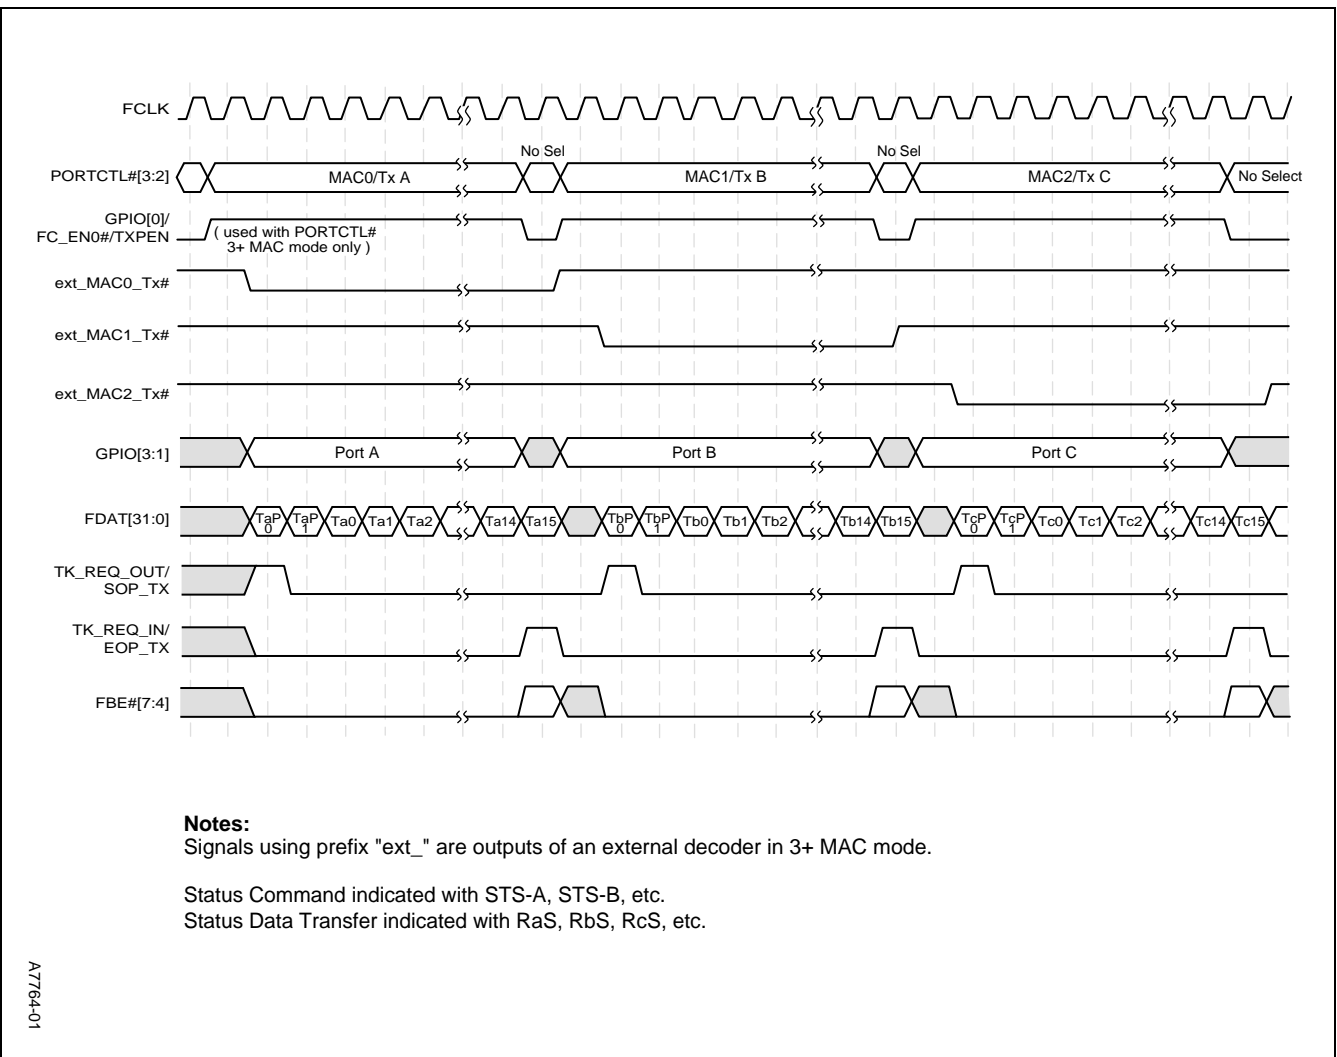 FCLK
No Sel
No Sel
PORTCTL#[3:2]
MAC0/Tx A
MAC1/Tx B
MAC2/Tx C
No Select
GPIO[0]/
FC_EN0#/TXPEN
( used with PORTCTL#
3+ MAC mode only )
ext_MAC0_Tx#
ext_MAC1_Tx#
ext_MAC2_Tx#
GPIO[3:1]
Port A
Port B
Port C
FDAT[31:0]
TaP
0
TaP
1
Ta0
Ta1
Ta2
Ta14
Ta15
TbP
0
TbP
1
Tb0
Tb1
Tb2
Tb14
Tb15
TcP
0
TcP
1
Tc0
Tc1
Tc2
Tc14
Tc15
TK_REQ_OUT/
SOP_TX
TK_REQ_IN/
EOP_TX
FBE#[7:4]
Notes:
Signals using prefix "ext_" are outputs of an external decoder in 3+ MAC mode.
Status Command indicated with STS-A, STS-B, etc.
Status Data Transfer indicated with RaS, RbS, RcS, etc.
A7764-01